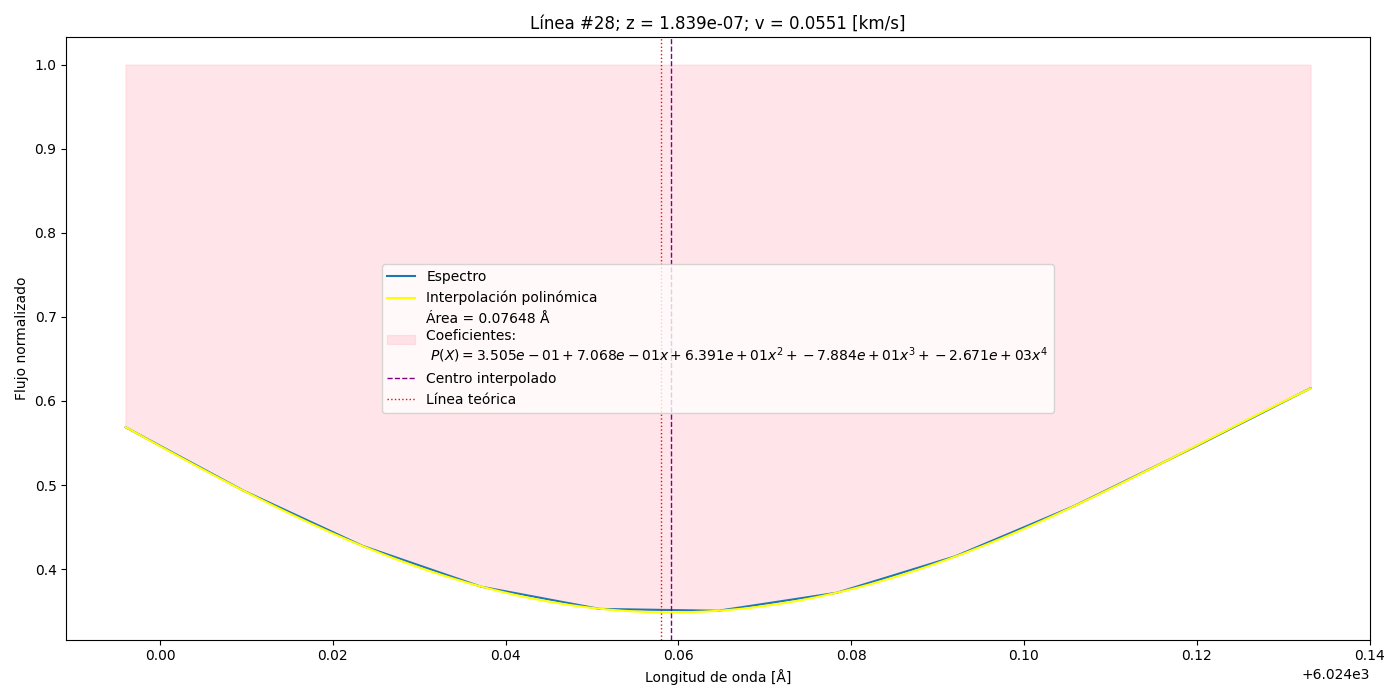 Línea #28; z = 1.839e-07; v = 0.0551 [km/s]
Flujo normalizado
1.0
0.9
0.8
0.7
0.6
0.5
0.4
Espectro
Interpolación polinómica
Área = 0.07648 Å
Coeficientes:
P(X) = 3.505e − 01 + 7.068e − 01x + 6.391e + 01x² + −7.884e + 01x³ + −2.671e + 03x⁴
Centro interpolado
Línea teórica
0.00 0.02 0.04 0.06 0.08 0.10 0.12 0.14
Longitud de onda [Å]
+6.024e3